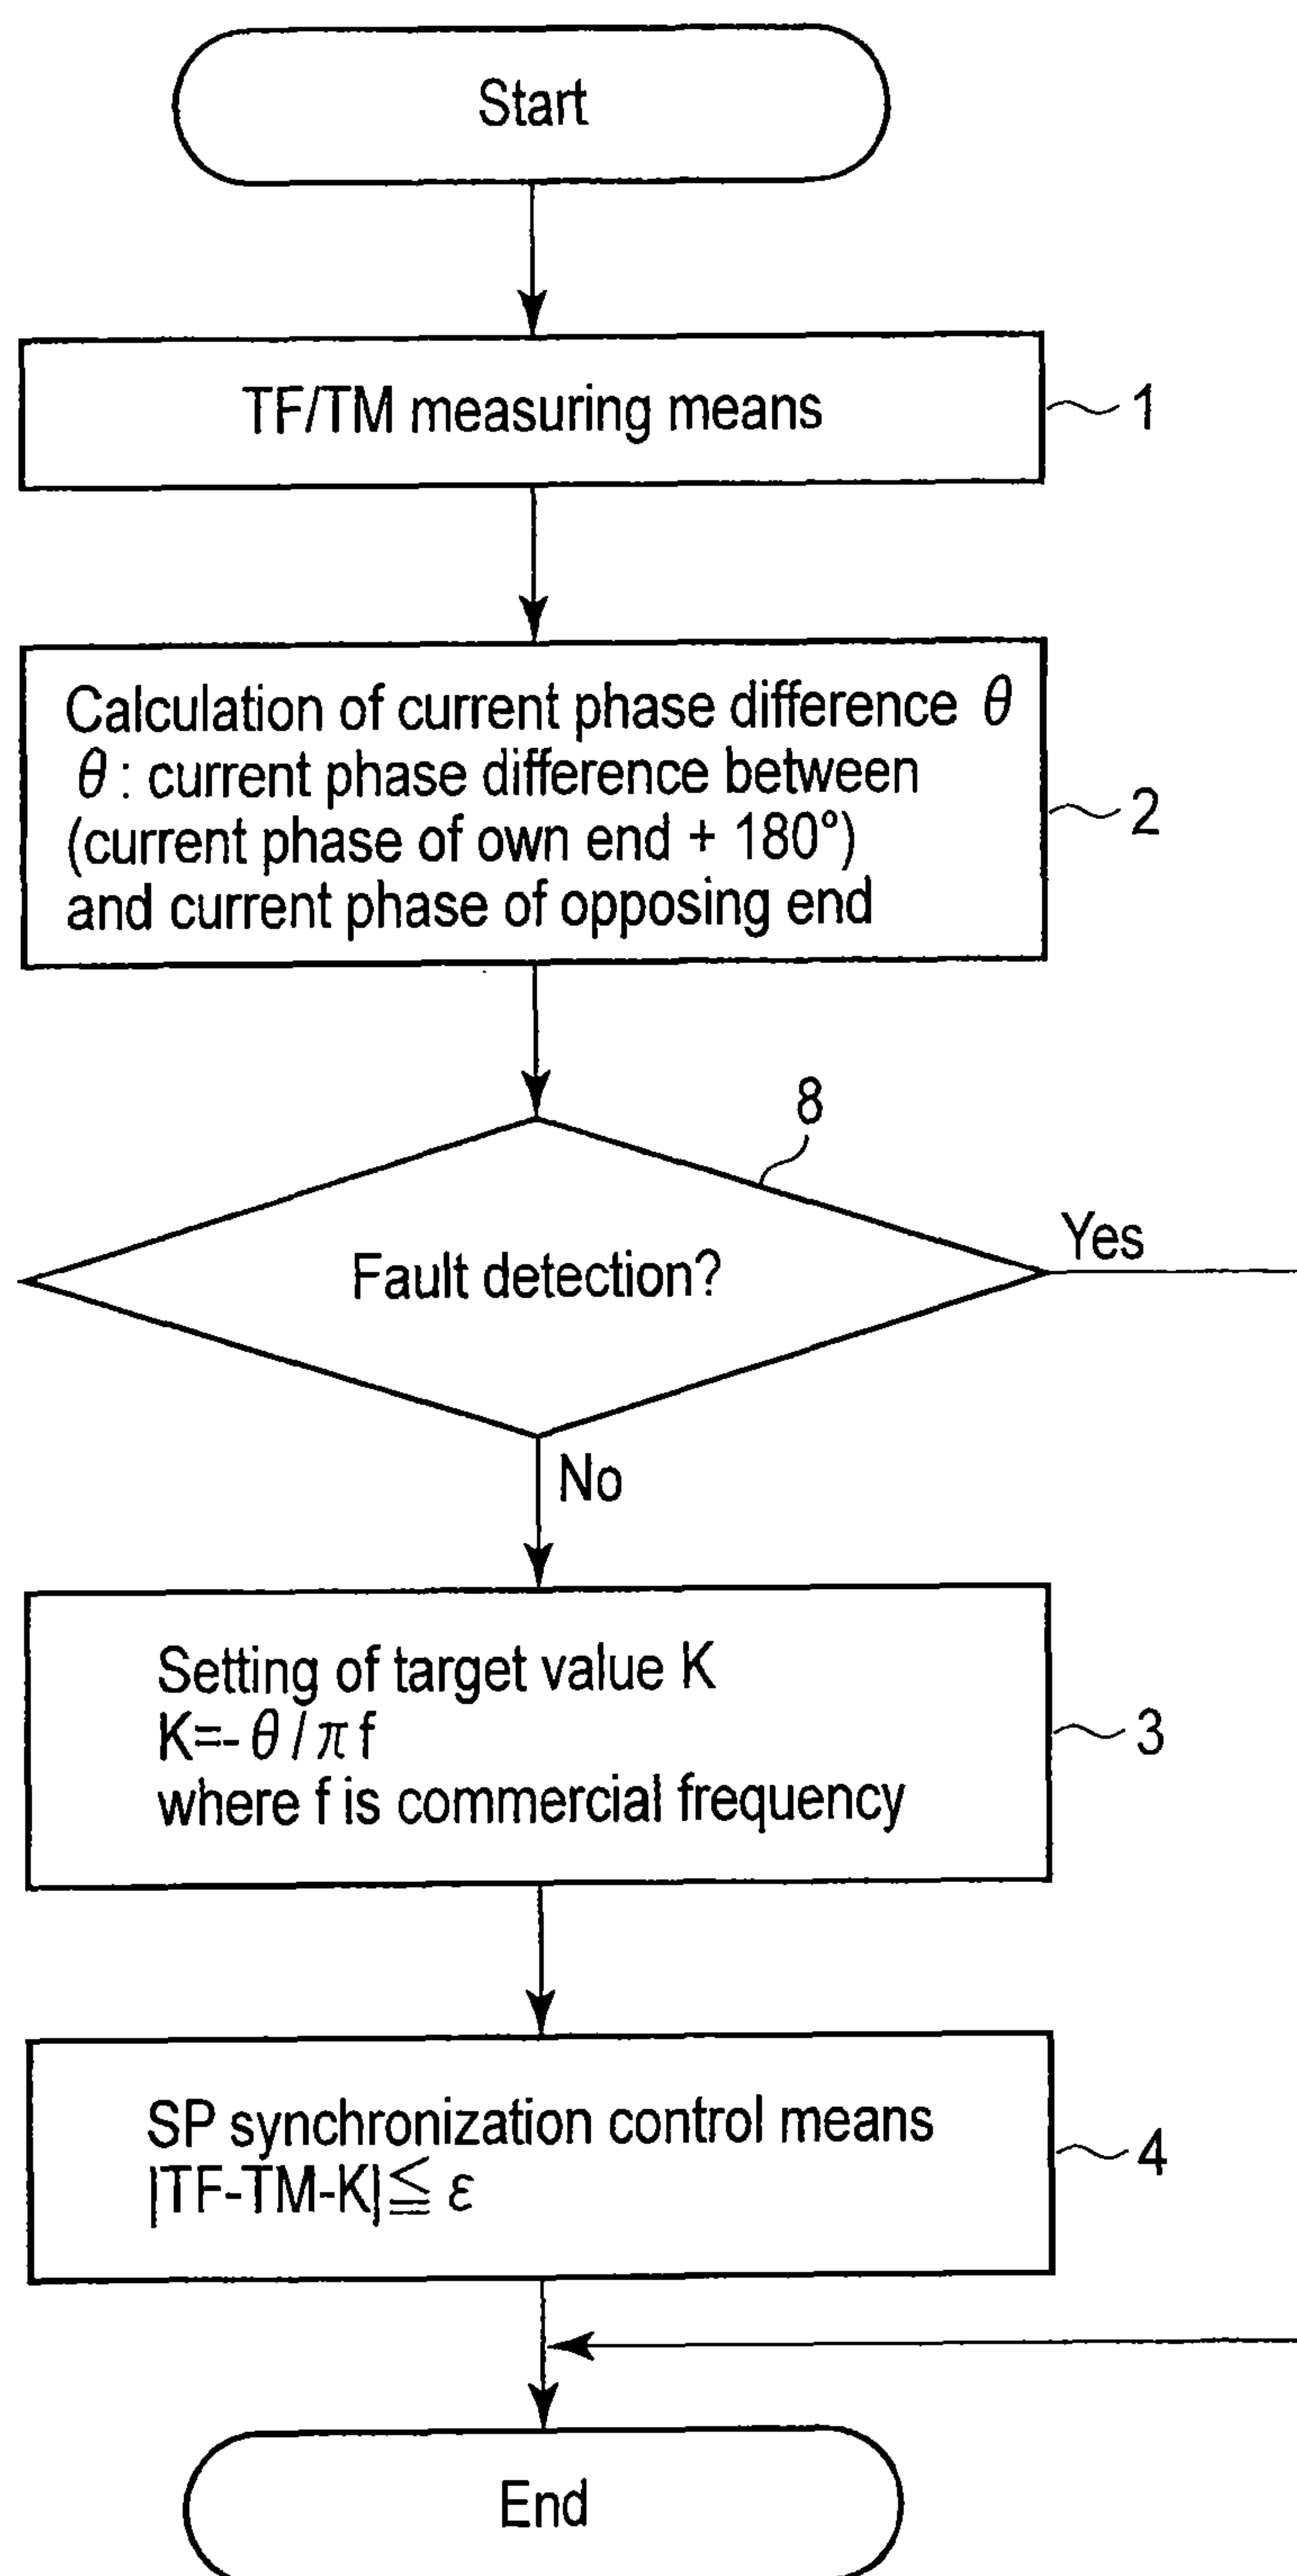 Start
TF/TM measuring means
1
Calculation of current phase difference θ
θ : current phase difference between
(current phase of own end + 180°)
and current phase of opposing end
2
8
Fault detection?
Yes
No
Setting of target value K
K=- θ / π f
where f is commercial frequency
3
SP synchronization control means
|TF-TM-K|≦ ε
4
End